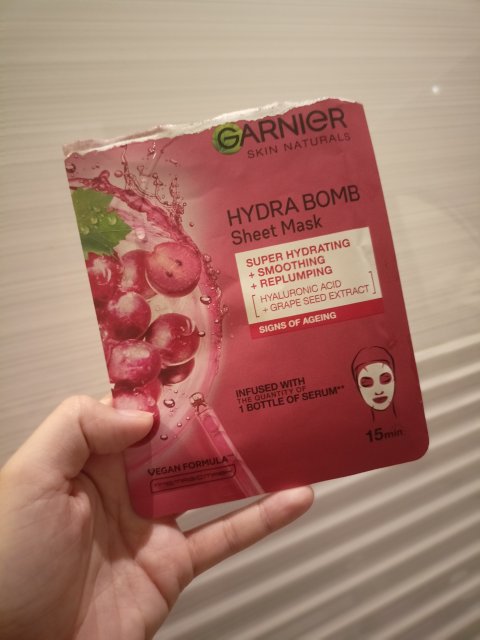 GARNIER
SKIN NATURALS
HYDRA BOMB
Sheet Mask
SUPER HYDRATING
+ SMOOTHING
+ REPLUMPING
[HYALURONIC ACID
+ GRAPE SEED EXTRACT]
SIGNS OF AGEING
INFUSED WITH
THE QUANTITY OF
1 BOTTLE OF SERUM**
15min
VEGAN FORMULA